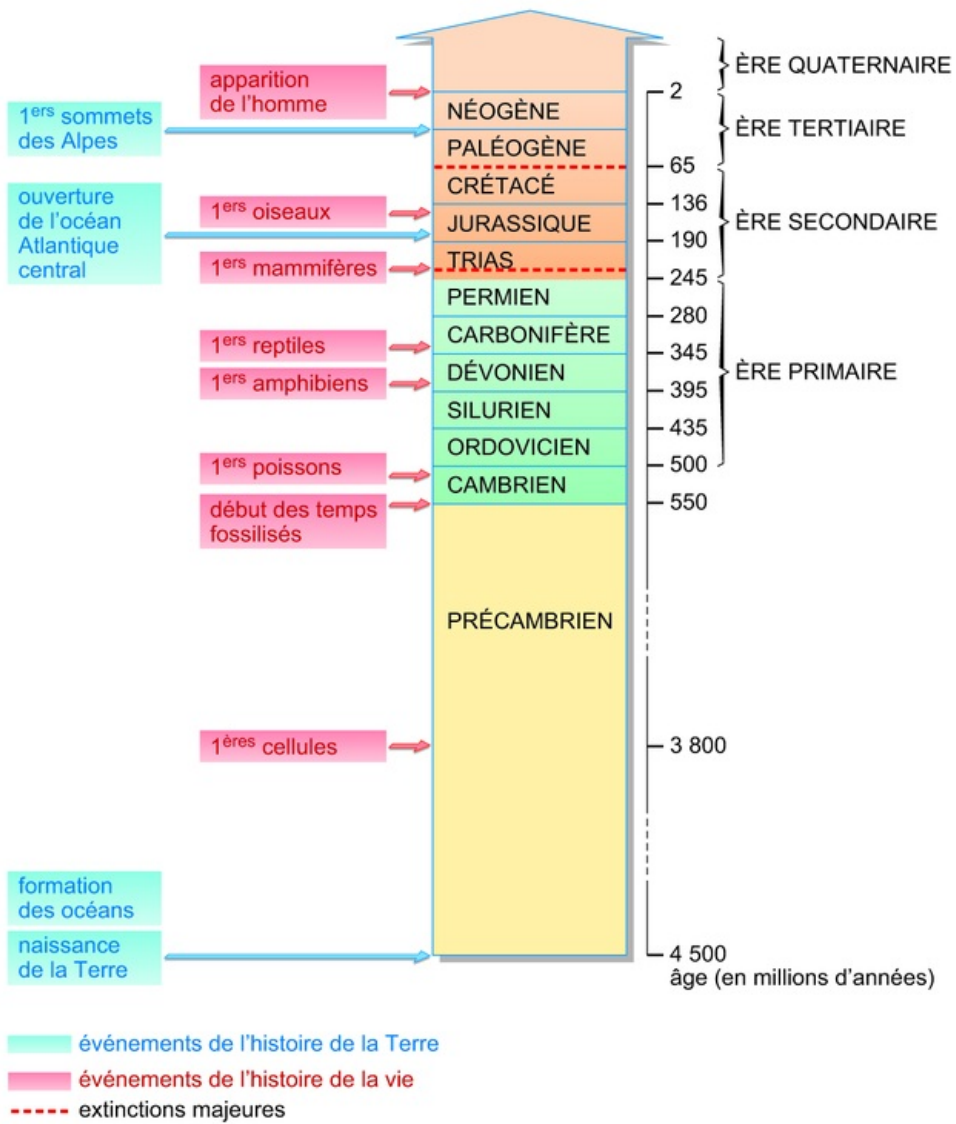 apparition
de l'homme
1ers sommets
des Alpes
ouverture
de l'océan
Atlantique
central
1ers oiseaux
1ers mammifères
1ers reptiles
1ers amphibiens
1ers poissons
début des temps
fossilisés
1ères cellules
formation
des océans
naissance
de la Terre
NÉOGÈNE
PALÉOGÈNE
CRÉTACÉ
JURASSIQUE
TRIAS
PERMIEN
CARBONIFÈRE
DÉVONIEN
SILURIEN
ORDOVICIEN
CAMBRIEN
PRÉCAMBRIEN
2
65
136
190
245
280
345
395
435
500
550
3 800
4 500
âge (en millions d'années)
ÈRE QUATERNAIRE
ÈRE TERTIAIRE
ÈRE SECONDAIRE
ÈRE PRIMAIRE
événements de l'histoire de la Terre
événements de l'histoire de la vie
extinctions majeures